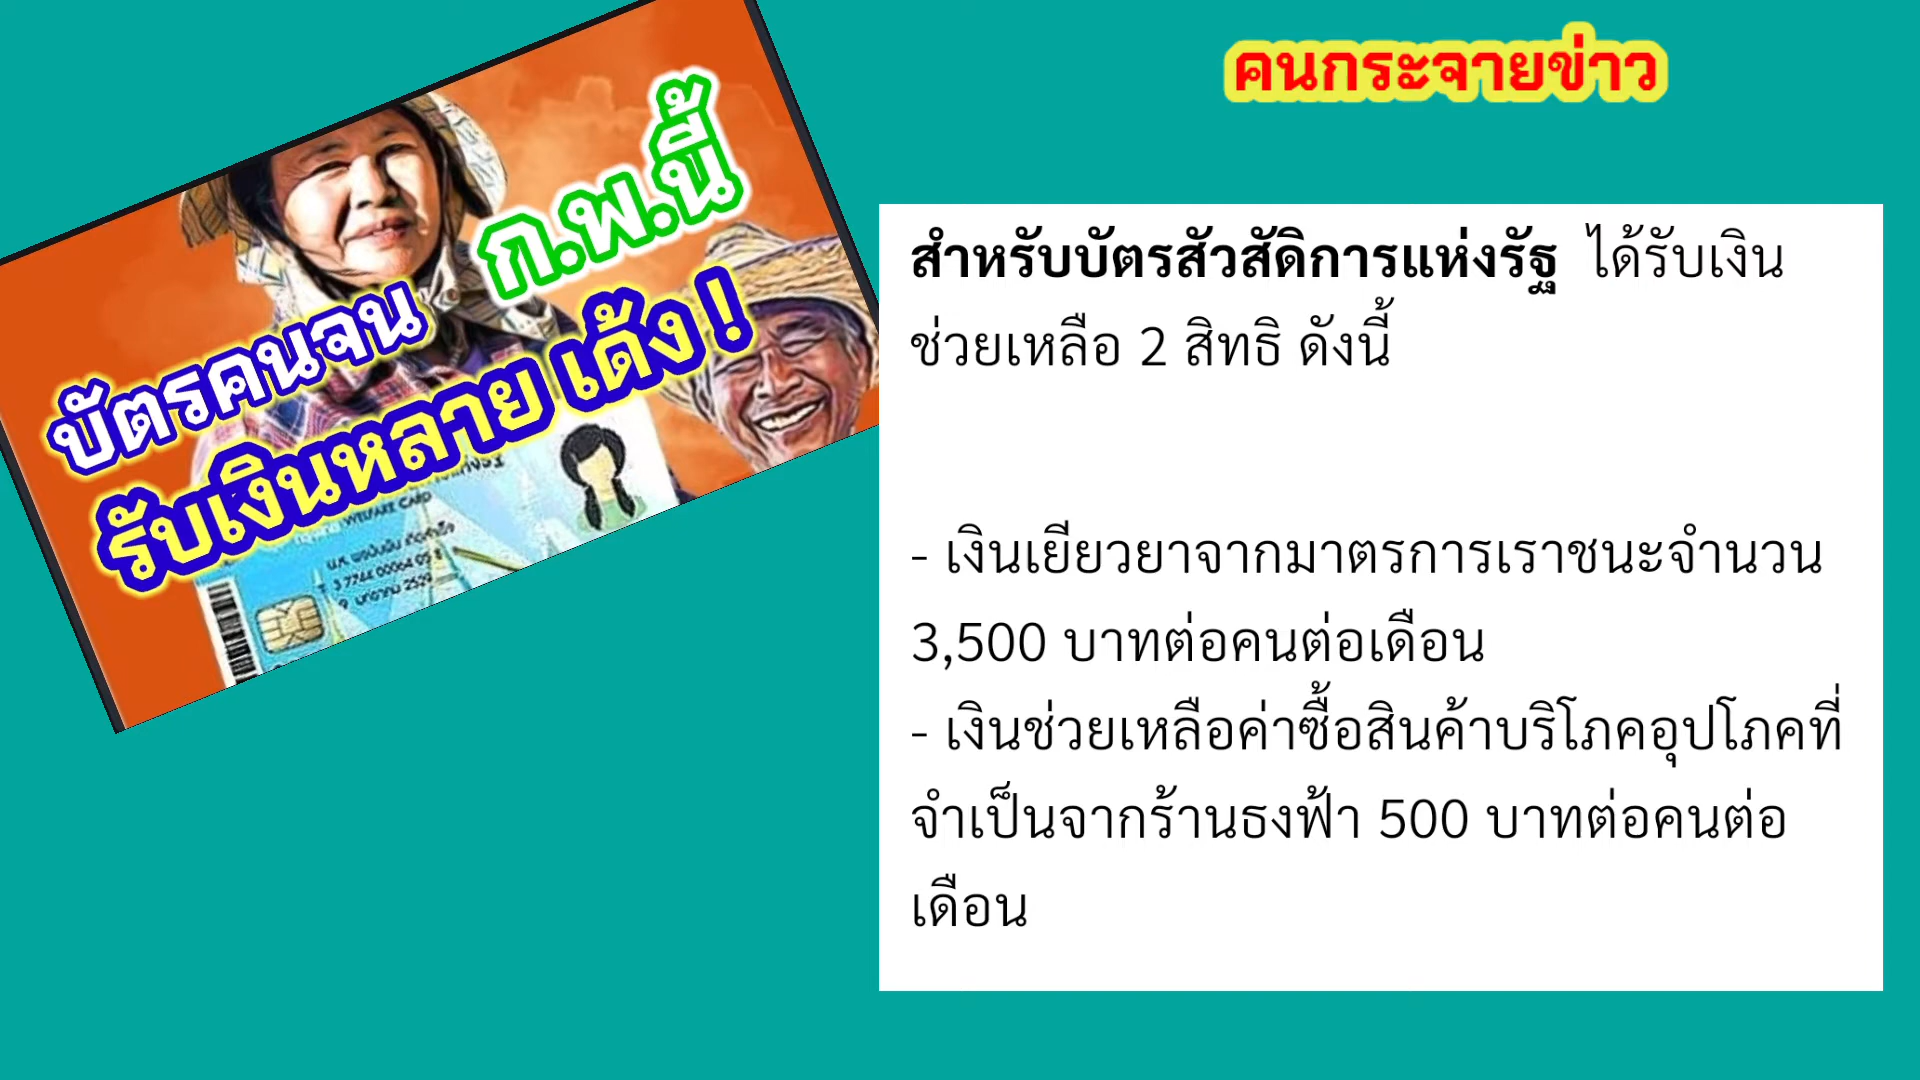 คนกระจายข่าว
ก.พ.นี้
บัตรคนจน
รับเงินหลาย เด้ง !
WELFARE CARD
สำหรับบัตรสัวสัดิการแห่งรัฐ ได้รับเงิน
ช่วยเหลือ 2 สิทธิ ดังนี้
- เงินเยียวยาจากมาตรการเราชนะจำนวน
3,500 บาทต่อคนต่อเดือน
- เงินช่วยเหลือค่าซื้อสินค้าบริโภคอุปโภคที่
จำเป็นจากร้านธงฟ้า 500 บาทต่อคนต่อ
เดือน